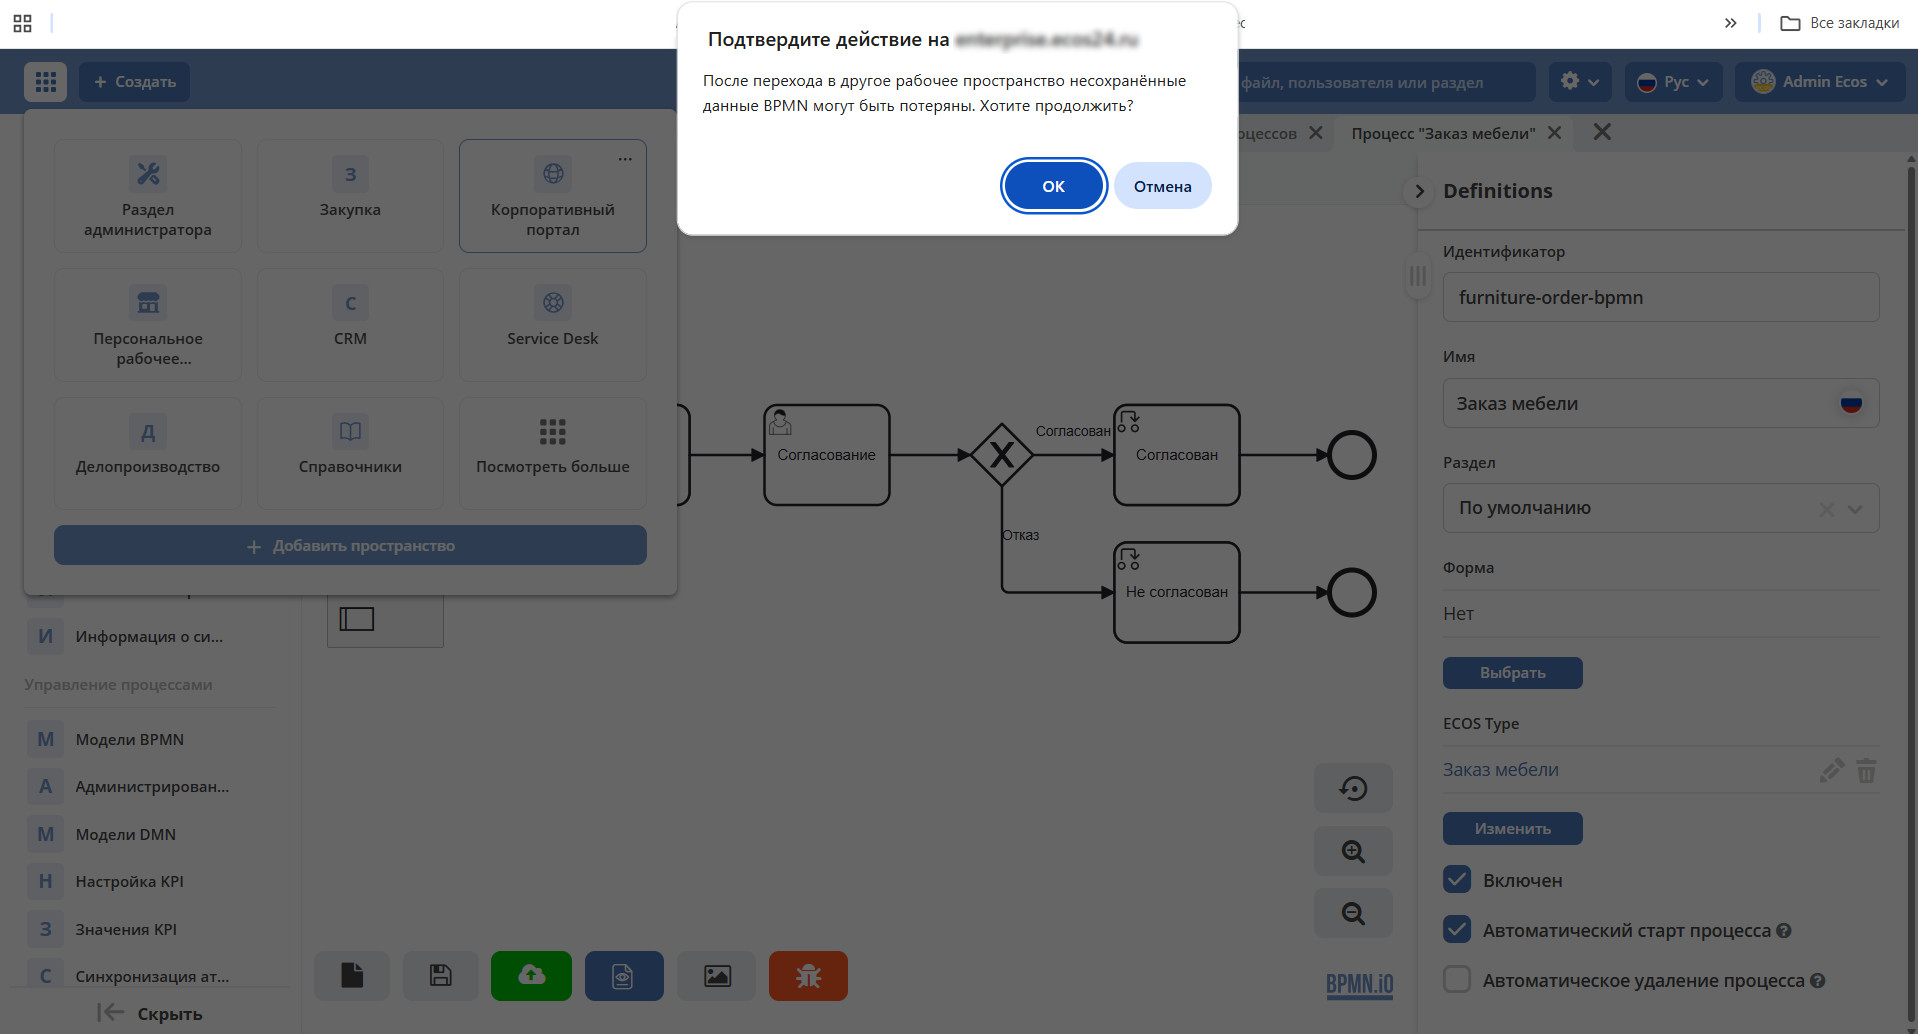 Все закладки
Подтвердите действие на
После перехода в другое рабочее пространство несохранённые
данные BPMN могут быть потеряны. Хотите продолжить?
ОК
Отмена
Создать
файл, пользователя или раздел
Рус
Admin Ecos
Процесс "Заказ мебели"
Раздел
администратора
З
Закупка
...
Корпоративный
портал
Персональное
рабочее...
C
CRM
Service Desk
Д
Делопроизводство
Справочники
Посмотреть больше
Добавить пространство
И
Информация о си...
Управление процессами
М
Модели BPMN
А
Администрирован...
М
Модели DMN
Н
Настройка KPI
З
Значения KPI
С
Синхронизация ат...
Скрыть
Согласование
X
Согласован
Согласован
Отказ
Не согласован
BPMN.iO
Definitions
Идентификатор
furniture-order-bpmn
Имя
Заказ мебели
Раздел
По умолчанию
Форма
Нет
Выбрать
ECOS Type
Заказ мебели
Изменить
Включен
Автоматический старт процесса
Автоматическое удаление процесса